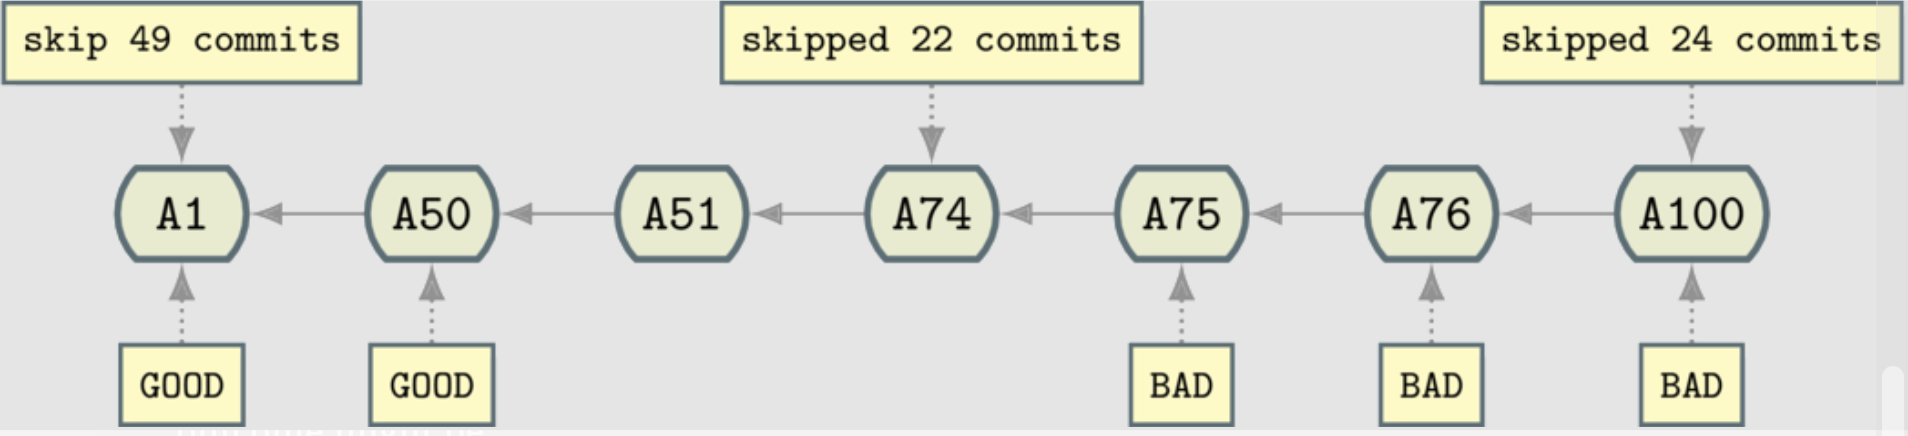 skip 49 commits
skipped 22 commits
skipped 24 commits
A1
A50
A51
A74
A75
A76
A100
GOOD
GOOD
BAD
BAD
BAD